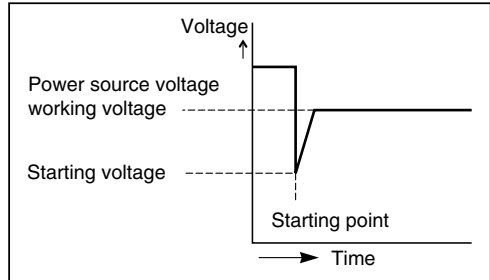 Voltage
Power source voltage
working voltage
Starting voltage
Starting point
Time